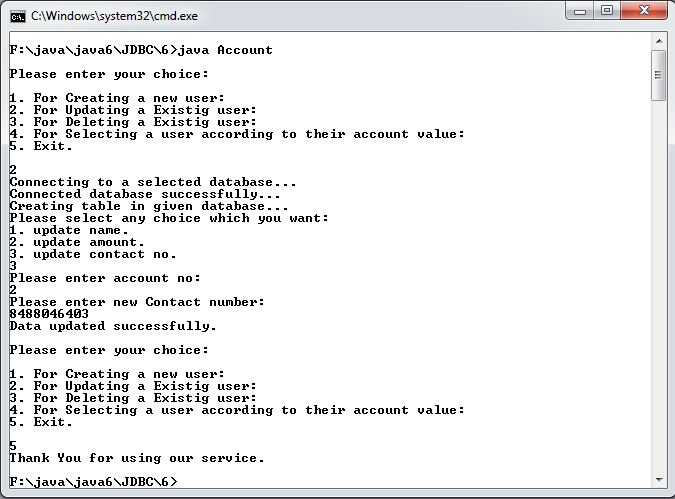 C:\Windows\system32\cmd.exe
F:\java\java6\JDBC\6>java Account
Please enter your choice:
1. For Creating a new user:
2. For Updating a Existig user:
3. For Deleting a Existig user:
4. For Selecting a user according to their account value:
5. Exit.
2
Connecting to a selected database...
Connected database successfully...
Creating table in given database...
Please select any choice which you want:
1. update name.
2. update amount.
3. update contact no.
3
Please enter account no:
2
Please enter new Contact number:
8488046403
Data updated successfully.
Please enter your choice:
1. For Creating a new user:
2. For Updating a Existig user:
3. For Deleting a Existig user:
4. For Selecting a user according to their account value:
5. Exit.
5
Thank You for using our service.
F:\java\java6\JDBC\6>